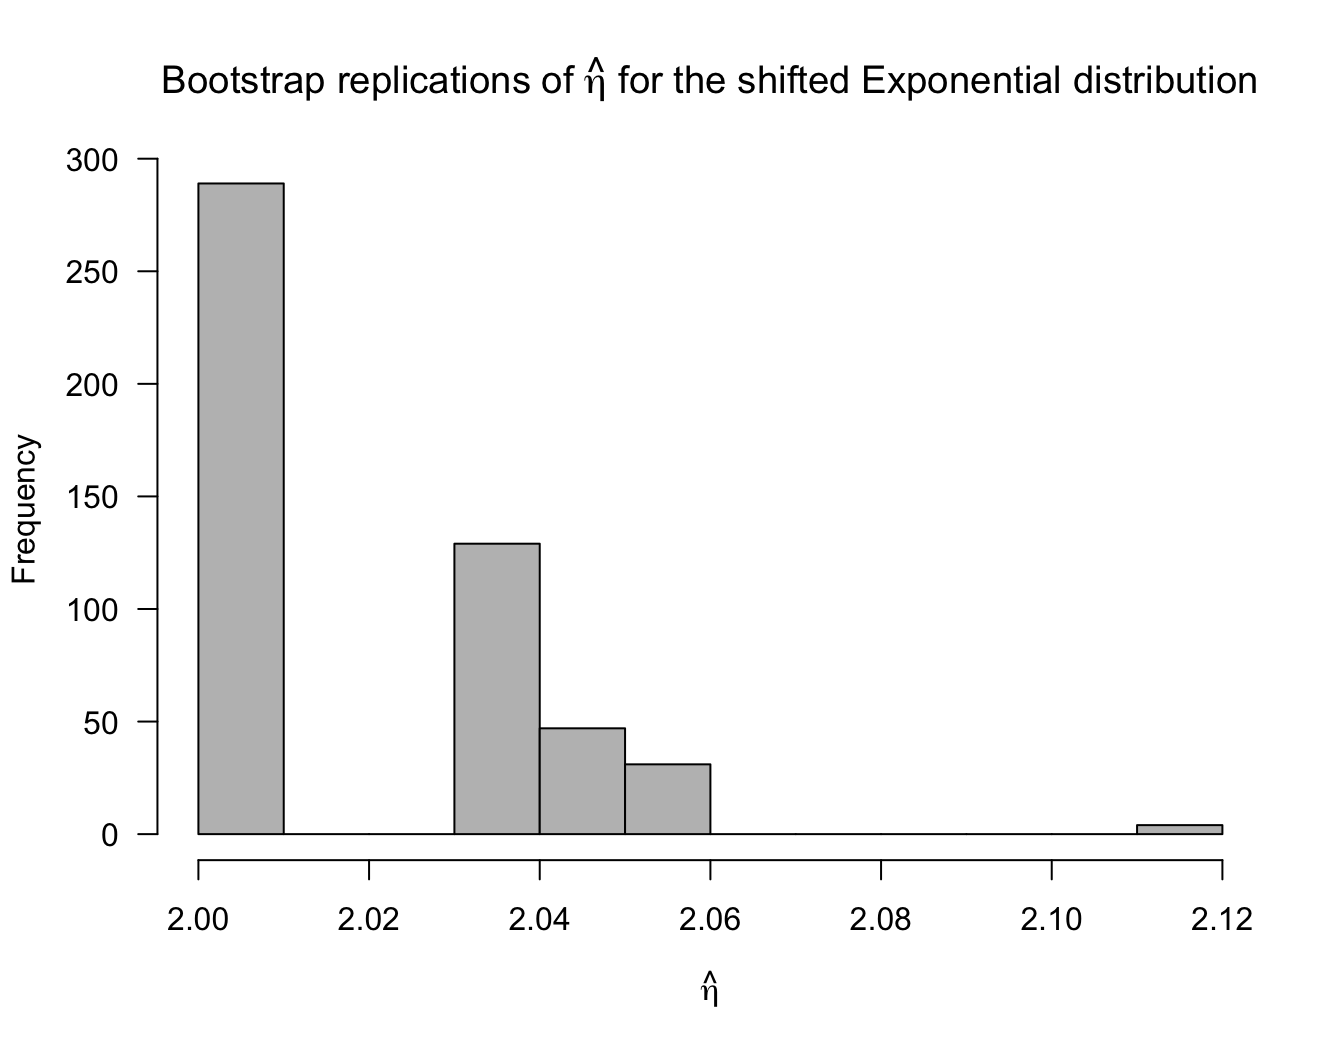 Bootstrap replications of η̂ for the shifted Exponential distribution
300
250
200
150
100
50
0
Frequency
2.00 2.02 2.04 2.06 2.08 2.10 2.12
η̂